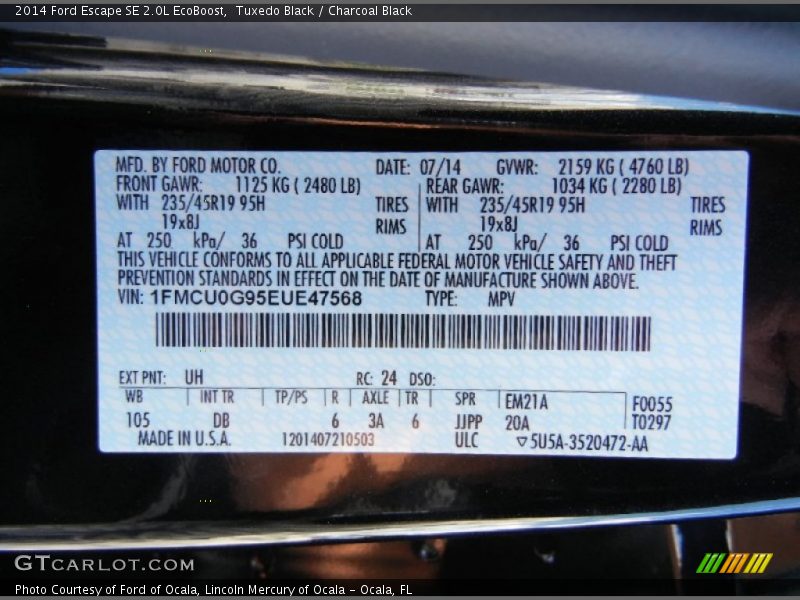 2014 Ford Escape SE 2.0L EcoBoost, Tuxedo Black / Charcoal Black
MFD. BY FORD MOTOR CO. DATE: 07/14 GVWR: 2159 KG ( 4760 LB)
FRONT GAWR: 1125 KG ( 2480 LB) REAR GAWR: 1034 KG ( 2280 LB)
WITH 235/45R19 95H TIRES WITH 235/45R19 95H TIRES
19x8J RIMS 19x8J RIMS
AT 250 kPa/ 36 PSI COLD AT 250 kPa/ 36 PSI COLD
THIS VEHICLE CONFORMS TO ALL APPLICABLE FEDERAL MOTOR VEHICLE SAFETY AND THEFT
PREVENTION STANDARDS IN EFFECT ON THE DATE OF MANUFACTURE SHOWN ABOVE.
VIN: 1FMCU0G95EUE47568 TYPE: MPV
EXT PNT: UH RC: 24 DSO:
WB INT TR TP/PS R AXLE TR SPR EM21A F0055
105 DB 6 3A 6 JJPP 20A T0297
MADE IN U.S.A. 1201407210503 ULC ▽5U5A-3520472-AA
GTCARLOT.COM
Photo Courtesy of Ford of Ocala, Lincoln Mercury of Ocala - Ocala, FL